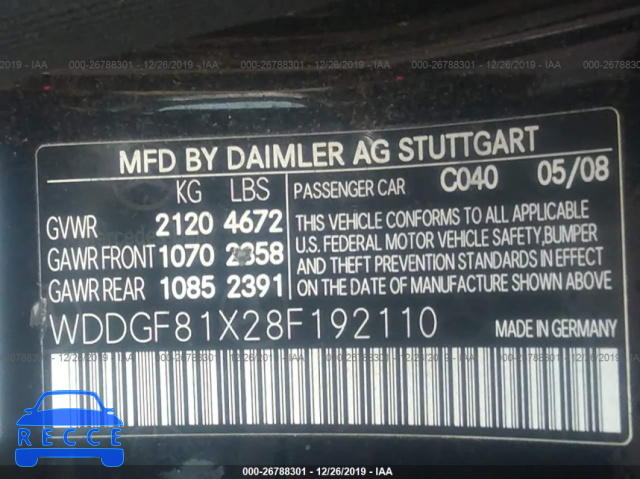 000-26788301 - 12/26/2019 - IAA
MFD BY DAIMLER AG STUTTGART
KG LBS
GVWR 2120 4672
GAWR FRONT 1070 2358
GAWR REAR 1085 2391
PASSENGER CAR C040 05/08
THIS VEHICLE CONFORMS TO ALL APPLICABLE
U.S. FEDERAL MOTOR VEHICLE SAFETY,BUMPER
AND THEFT PREVENTION STANDARDS IN EFFECT
ON THE DATE OF MANUFACTURE SHOWN ABOVE
WDDGF81X28F192110 MADE IN GERMANY
RECCE
000-26788301 - 12/26/2019 - IAA